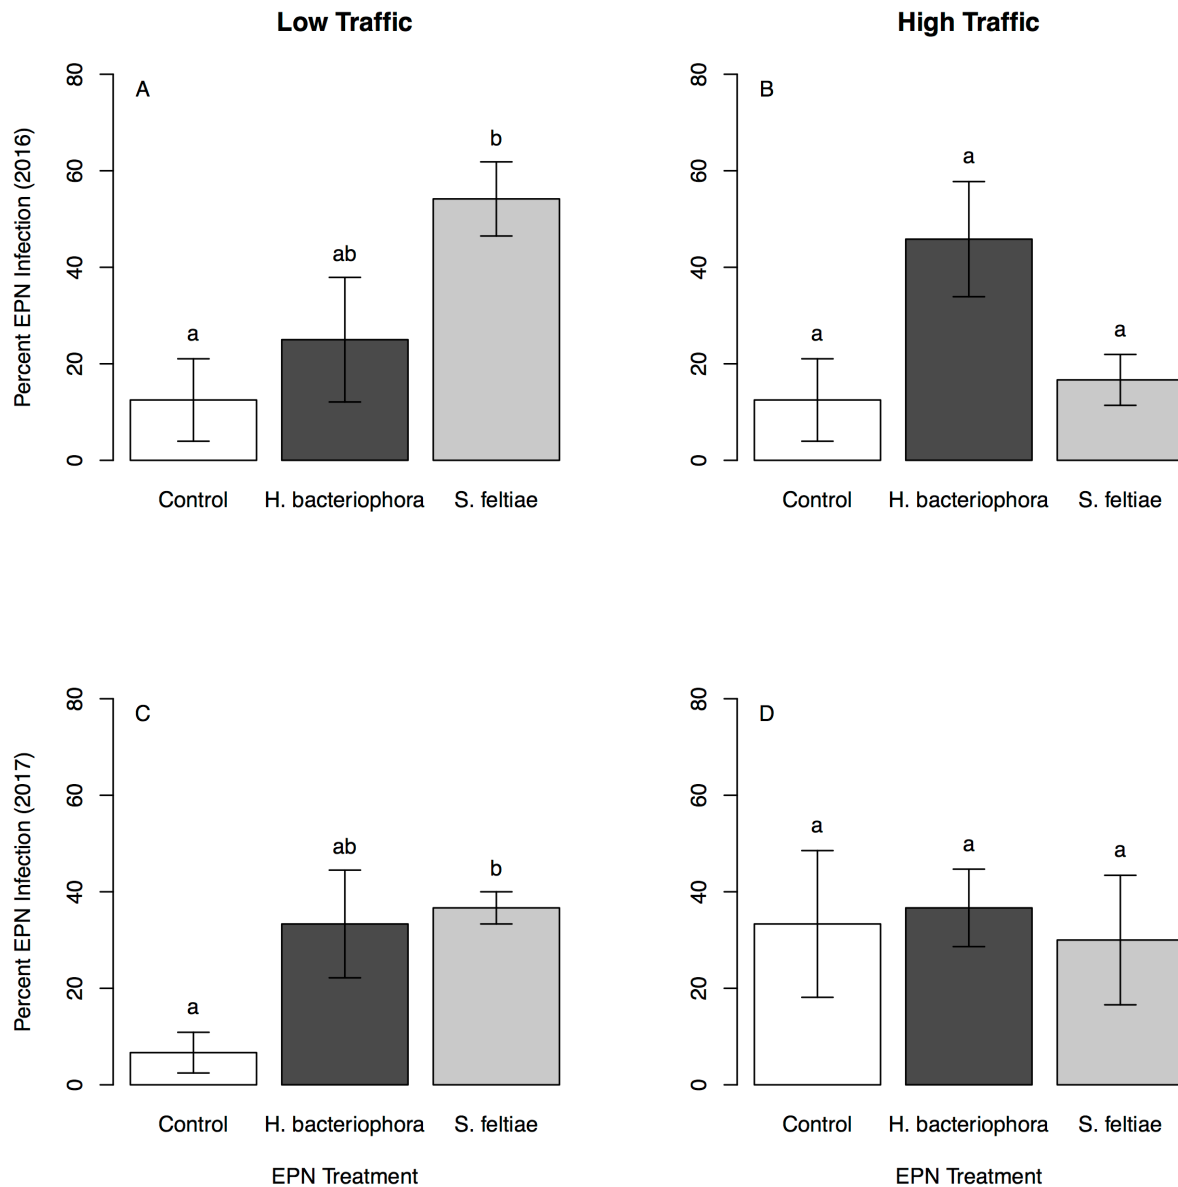 Low Traffic
High Traffic
Percent EPN Infection (2016)
80
60
40
20
0
A
a
ab
b
Control H. bacteriophora S. feltiae
80
60
40
20
0
B
a
a
a
Control H. bacteriophora S. feltiae
Percent EPN Infection (2017)
80
60
40
20
0
C
a
ab
b
Control H. bacteriophora S. feltiae
EPN Treatment
80
60
40
20
0
D
a
a
a
Control H. bacteriophora S. feltiae
EPN Treatment